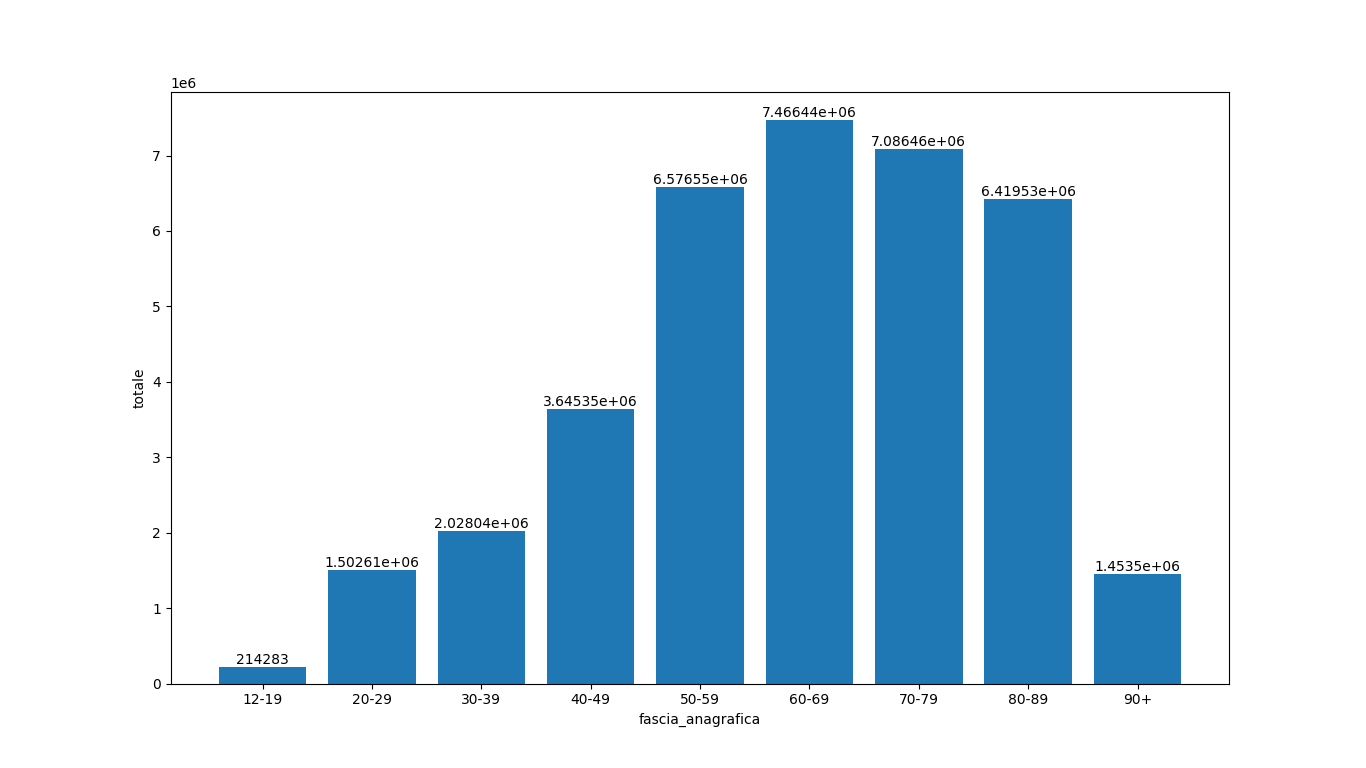 1e6
7.46644e+06
7.08646e+06
6.57655e+06
6.41953e+06
3.64535e+06
2.02804e+06
1.50261e+06
1.4535e+06
214283
7
6
5
4
3
2
1
0
totale
12-19 20-29 30-39 40-49 50-59 60-69 70-79 80-89 90+
fascia_anagrafica